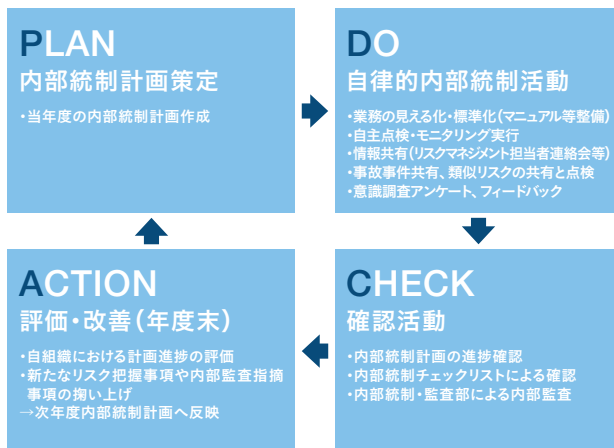 PLAN
内部統制計画策定
・当年度の内部統制計画作成
DO
自律的内部統制活動
・業務の見える化・標準化(マニュアル等整備)
・自主点検・モニタリング実行
・情報共有(リスクマネジメント担当者連絡会等)
・事故事件共有、類似リスクの共有と点検
・意識調査アンケート、フィードバック
ACTION
評価・改善(年度末)
・自組織における計画進捗の評価
・新たなリスク把握事項や内部監査指摘
事項の掬い上げ
→次年度内部統制計画へ反映
CHECK
確認活動
・内部統制計画の進捗確認
・内部統制チェックリストによる確認
・内部統制・監査部による内部監査